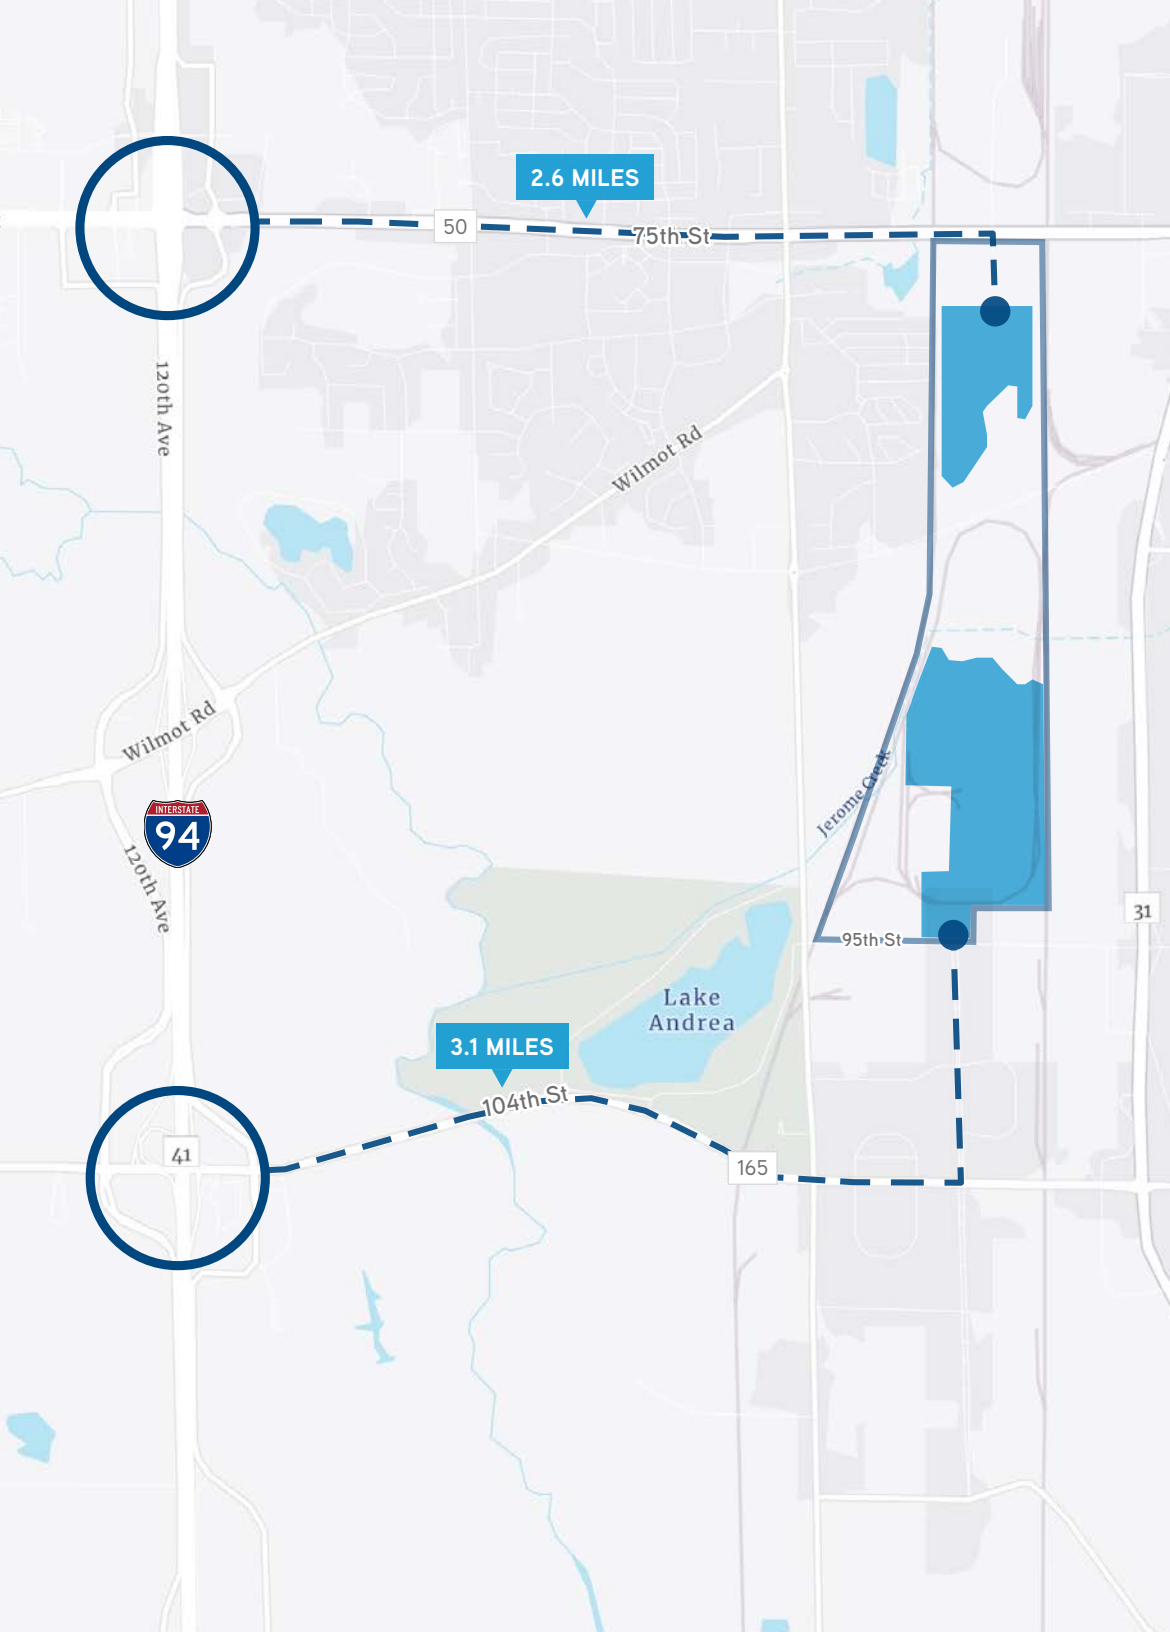 2.6 MILES
50
75th St
120th Ave
Wilmot Rd
Wilmot Rd
Jerome Creek
INTERSTATE
94
120th Ave
31
95th St
Lake
Andrea
3.1 MILES
104th St
41
165